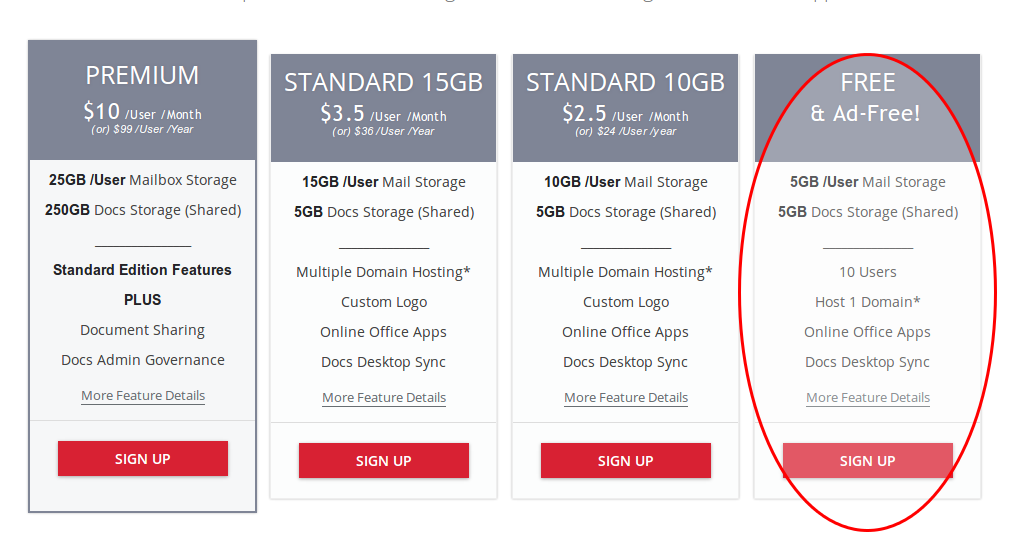 PREMIUM
$10 /User /Month
(or) $99 /User /Year
25GB /User Mailbox Storage
250GB Docs Storage (Shared)
Standard Edition Features
PLUS
Document Sharing
Docs Admin Governance
More Feature Details
SIGN UP
STANDARD 15GB
$3.5 /User /Month
(or) $36 /User /Year
15GB /User Mail Storage
5GB Docs Storage (Shared)
Multiple Domain Hosting*
Custom Logo
Online Office Apps
Docs Desktop Sync
More Feature Details
SIGN UP
STANDARD 10GB
$2.5 /User /Month
(or) $24 /User /year
10GB /User Mail Storage
5GB Docs Storage (Shared)
Multiple Domain Hosting*
Custom Logo
Online Office Apps
Docs Desktop Sync
More Feature Details
SIGN UP
FREE
& Ad-Free!
5GB /User Mail Storage
5GB Docs Storage (Shared)
10 Users
Host 1 Domain*
Online Office Apps
Docs Desktop Sync
More Feature Details
SIGN UP